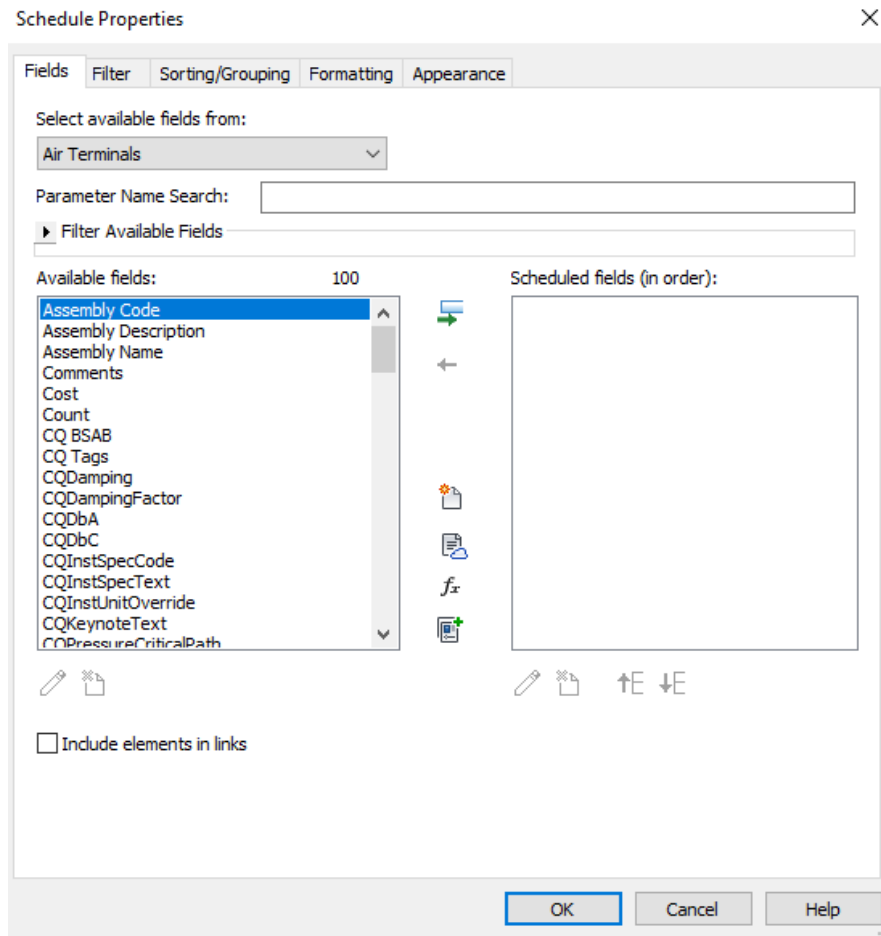 Schedule Properties
Fields Filter Sorting/Grouping Formatting Appearance
Select available fields from:
Air Terminals
Parameter Name Search:
Filter Available Fields
Available fields: 100 Scheduled fields (in order):
Assembly Code
Assembly Description
Assembly Name
Comments
Cost
Count
CQ BSAB
CQ Tags
CQDamping
CQDampingFactor
CQDbA
CQDbC
CQInstSpecCode
CQInstSpecText
CQInstUnitOverride
CQKeynoteText
CQPressureCriticalPath
fx
Include elements in links
OK Cancel Help